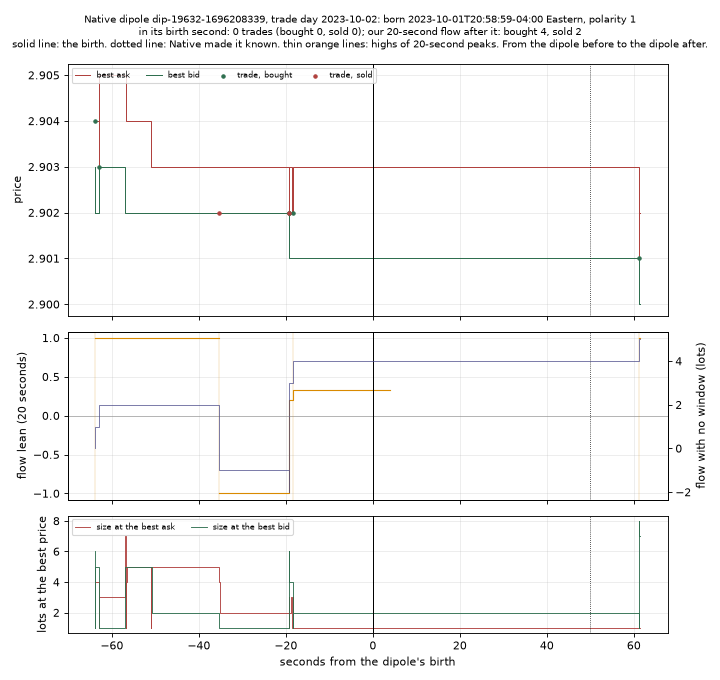 Native dipole dip-19632-1696208339, trade day 2023-10-02: born 2023-10-01T20:58:59-04:00 Eastern, polarity 1
in its birth second: 0 trades (bought 0, sold 0); our 20-second flow after it: bought 4, sold 2
solid line: the birth. dotted line: Native made it known. thin orange lines: highs of 20-second peaks. From the dipole before to the dipole after.
best ask best bid trade, bought trade, sold
2.905
2.904
2.903
2.902
2.901
2.900
price
1.0
0.5
0.0
−0.5
−1.0
flow lean (20 seconds)
4
2
0
−2
flow with no window (lots)
size at the best ask size at the best bid
8
6
4
2
lots at the best price
−60 −40 −20 0 20 40 60
seconds from the dipole's birth